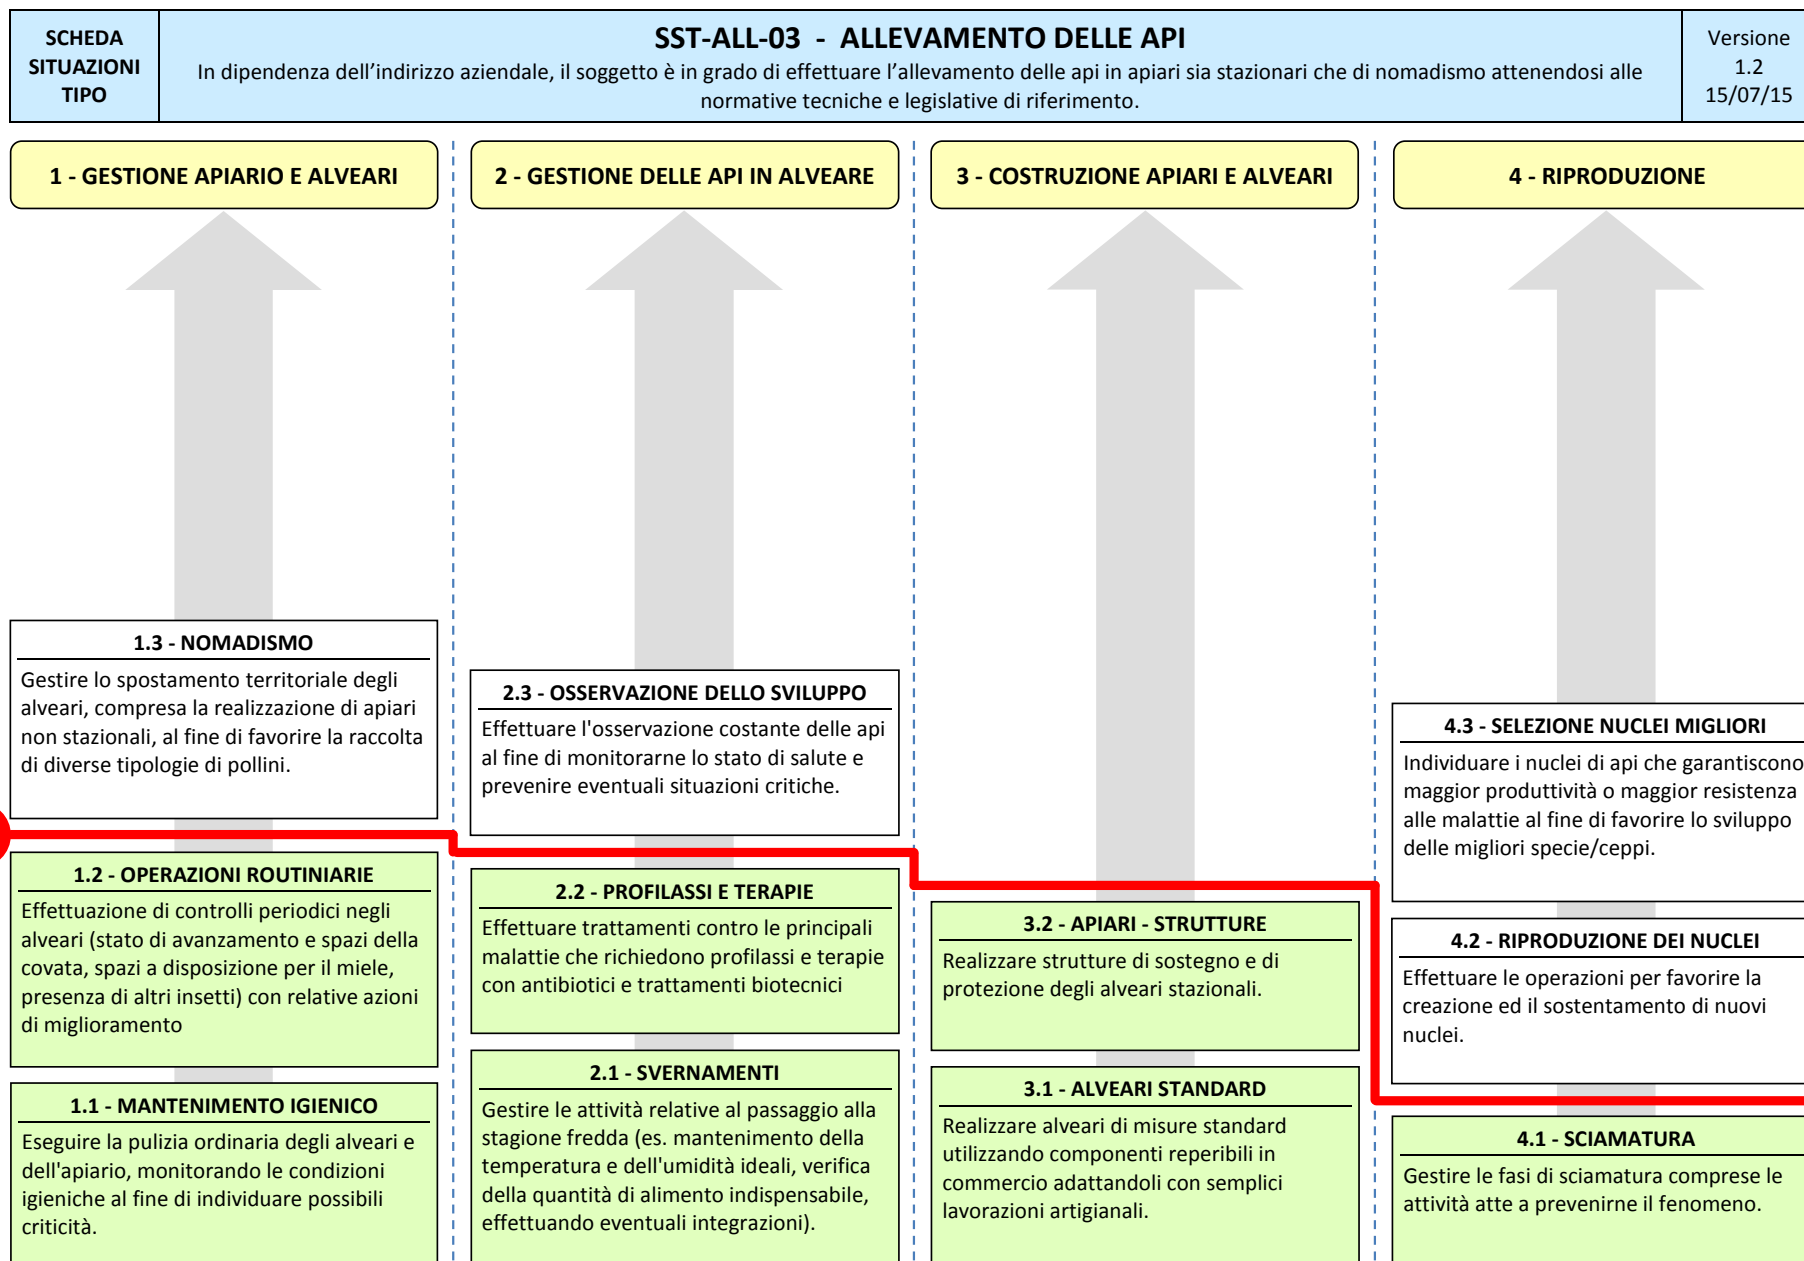 SCHEDA
SITUAZIONI
TIPO
SST-ALL-03 - ALLEVAMENTO DELLE API
In dipendenza dell'indirizzo aziendale, il soggetto è in grado di effettuare l'allevamento delle api in apiari sia stazionari che di nomadismo attenendosi alle
normative tecniche e legislative di riferimento.
Versione
1.2
15/07/15
1 - GESTIONE APIARIO E ALVEARI
2 - GESTIONE DELLE API IN ALVEARE
3 - COSTRUZIONE APIARI E ALVEARI
4 - RIPRODUZIONE
1.3 - NOMADISMO
Gestire lo spostamento territoriale degli
alveari, compresa la realizzazione di apiari
non stazionali, al fine di favorire la raccolta
di diverse tipologie di pollini.
1.2 - OPERAZIONI ROUTINIARIE
Effettuazione di controlli periodici negli
alveari (stato di avanzamento e spazi della
covata, spazi a disposizione per il miele,
presenza di altri insetti) con relative azioni
di miglioramento
1.1 - MANTENIMENTO IGIENICO
Eseguire la pulizia ordinaria degli alveari e
dell'apiario, monitorando le condizioni
igieniche al fine di individuare possibili
criticità.
2.3 - OSSERVAZIONE DELLO SVILUPPO
Effettuare l'osservazione costante delle api
al fine di monitorarne lo stato di salute e
prevenire eventuali situazioni critiche.
2.2 - PROFILASSI E TERAPIE
Effettuare trattamenti contro le principali
malattie che richiedono profilassi e terapie
con antibiotici e trattamenti biotecnici
2.1 - SVERNAMENTI
Gestire le attività relative al passaggio alla
stagione fredda (es. mantenimento della
temperatura e dell'umidità ideali, verifica
della quantità di alimento indispensabile,
effettuando eventuali integrazioni).
3.2 - APIARI - STRUTTURE
Realizzare strutture di sostegno e di
protezione degli alveari stazionali.
3.1 - ALVEARI STANDARD
Realizzare alveari di misure standard
utilizzando componenti reperibili in
commercio adattandoli con semplici
lavorazioni artigianali.
4.3 - SELEZIONE NUCLEI MIGLIORI
Individuare i nuclei di api che garantiscono
maggior produttività o maggior resistenza
alle malattie al fine di favorire lo sviluppo
delle migliori specie/ceppi.
4.2 - RIPRODUZIONE DEI NUCLEI
Effettuare le operazioni per favorire la
creazione ed il sostentamento di nuovi
nuclei.
4.1 - SCIAMATURA
Gestire le fasi di sciamatura comprese le
attività atte a prevenirne il fenomeno.